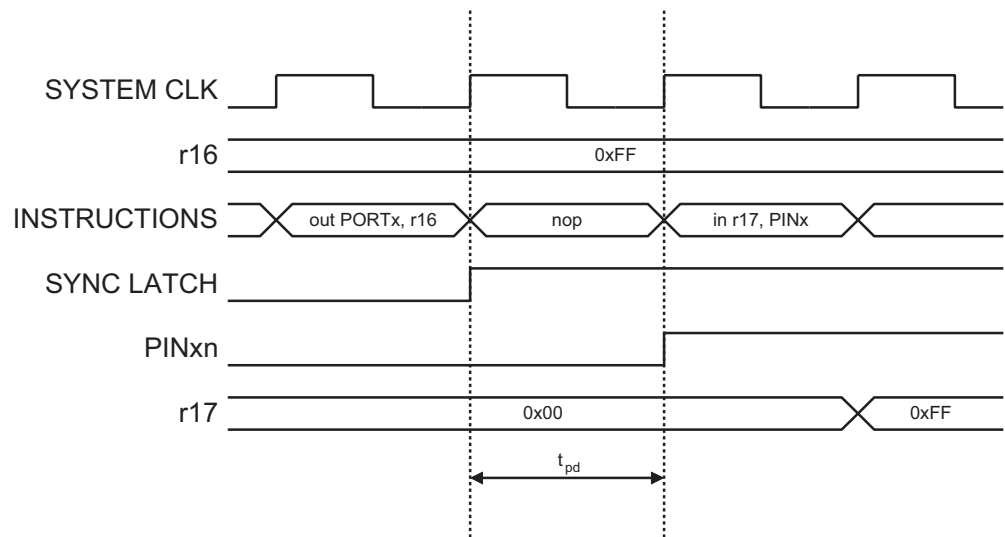 SYSTEM CLK
r16
0xFF
INSTRUCTIONS
out PORTx, r16
nop
in r17, PINx
SYNC LATCH
PINxn
r17
0x00
0xFF
tpd